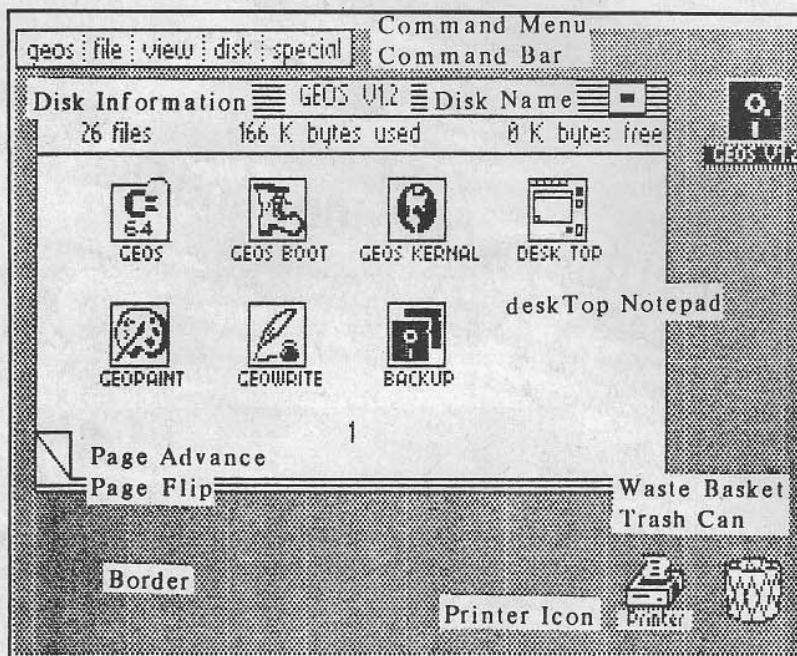 Command Menu
geos file view disk special
Command Bar
Disk Information GEOS V1.2 Disk Name
26 files 166 K bytes used 0 K bytes free
GEOS V1.2
C=
64
GEOS GEOS BOOT GEOS KERNAL DESK TOP
deskTop Notepad
GEOPAINT GEOWRITE BACKUP
1
Page Advance
Page Flip
Waste Basket
Trash Can
Border
Printer Icon Printer